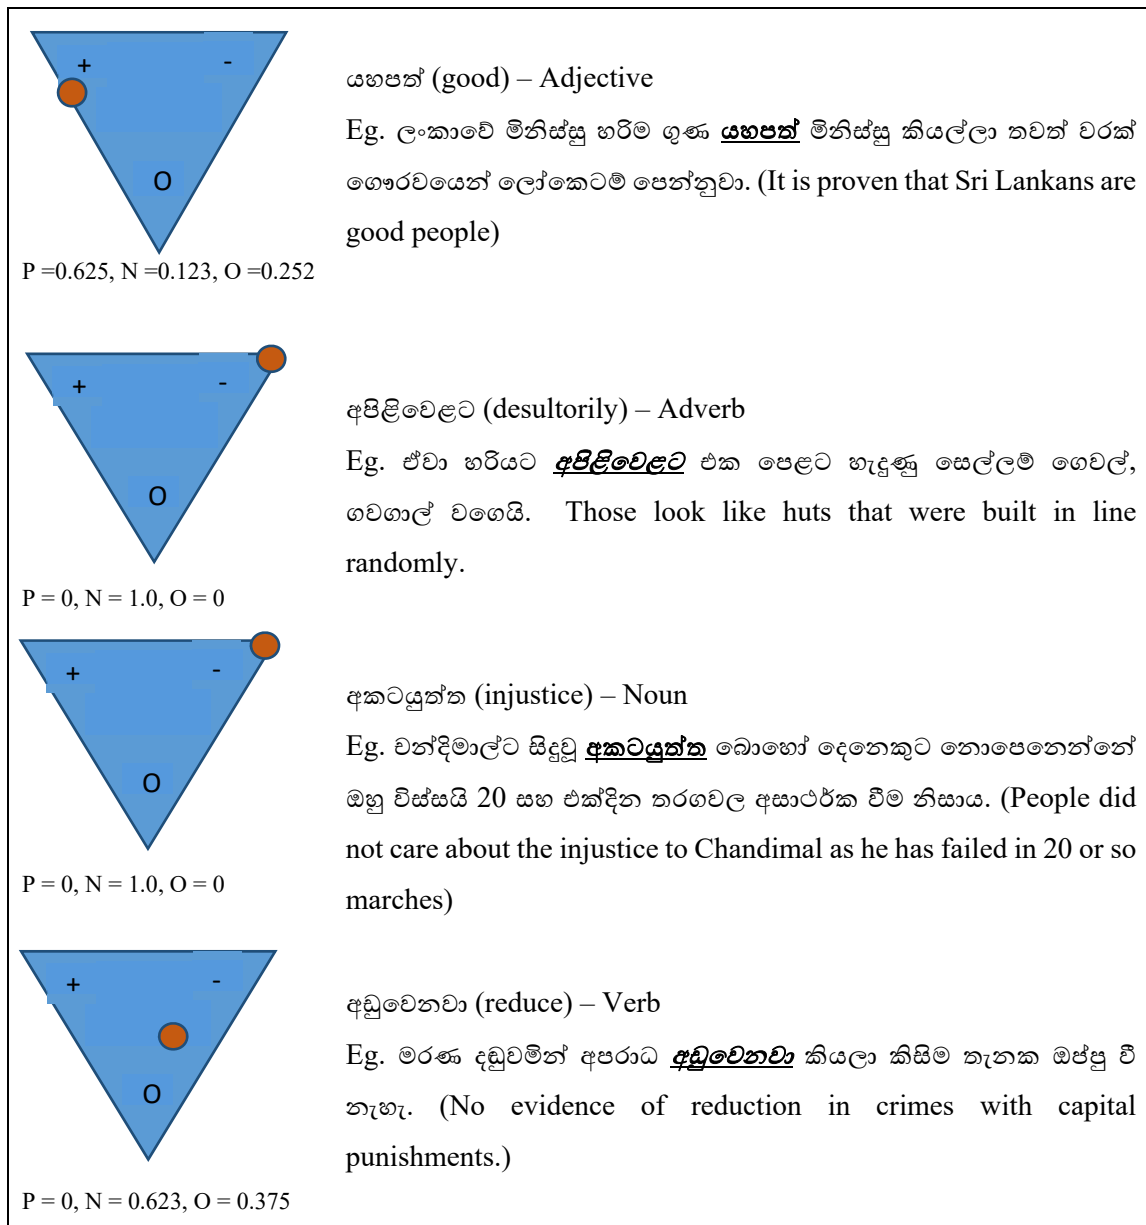 + -
O
P =0.625, N =0.123, O =0.252
යහපත් (good) – Adjective
Eg. ලංකාවේ මිනිස්සු හරිම ගුණ යහපත් මිනිස්සු කියල්ලා තවත් වරක්
ගෞරවයෙන් ලෝකෙටම් පෙන්නුවා. (It is proven that Sri Lankans are
good people)
+ -
O
P = 0, N = 1.0, O = 0
අපිළිවෙළට (desultorily) – Adverb
Eg. ඒවා හරියට අපිළිවෙළට එක පෙළට හැදුණු සෙල්ලම් ගෙවල්,
ගවගාල් වගෙයි. Those look like huts that were built in line
randomly.
+ -
O
P = 0, N = 1.0, O = 0
අකටයුත්ත (injustice) – Noun
Eg. චන්දිමාල්ට සිදුවූ අකටයුත්ත බොහෝ දෙනෙකුට නොපෙනෙන්නේ
ඔහු විස්සයි 20 සහ එක්දින තරගවල අසාර්ථක වීම නිසාය. (People did
not care about the injustice to Chandimal as he has failed in 20 or so
marches)
+ -
O
P = 0, N = 0.623, O = 0.375
අඩුවෙනවා (reduce) – Verb
Eg. මරණ දඬුවමින් අපරාධ අඩුවෙනවා කියලා කිසිම තැනක ඔප්පු වී
නැහැ. (No evidence of reduction in crimes with capital
punishments.)